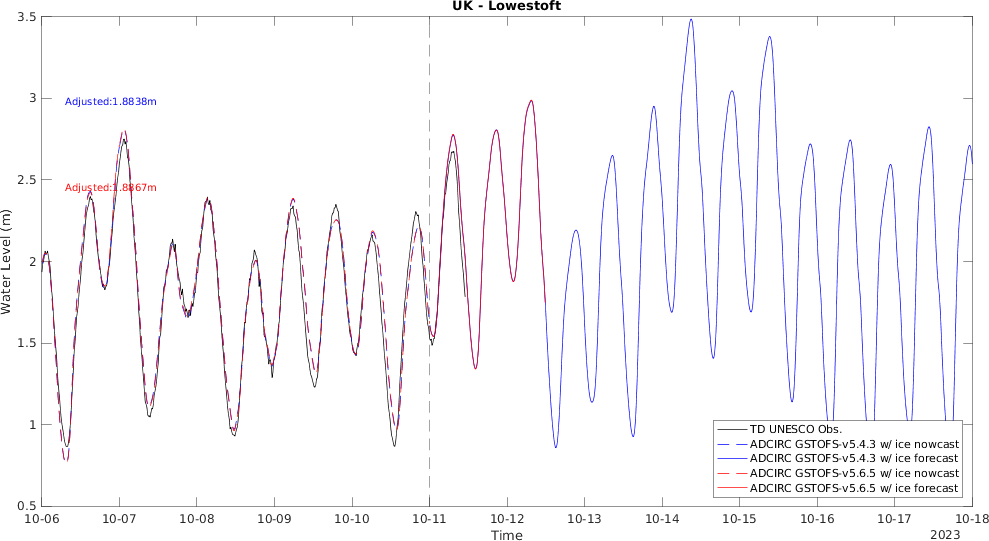 UK - Lowestoft
3.5
3
2.5
2
1.5
1
0.5
Water Level (m)
Adjusted:1.8838m
Adjusted:1.8867m
TD UNESCO Obs.
ADCIRC GSTOFS-v5.4.3 w/ ice nowcast
ADCIRC GSTOFS-v5.4.3 w/ ice forecast
ADCIRC GSTOFS-v5.6.5 w/ ice nowcast
ADCIRC GSTOFS-v5.6.5 w/ ice forecast
10-06 10-07 10-08 10-09 10-10 10-11 10-12 10-13 10-14 10-15 10-16 10-17 10-18
Time
2023